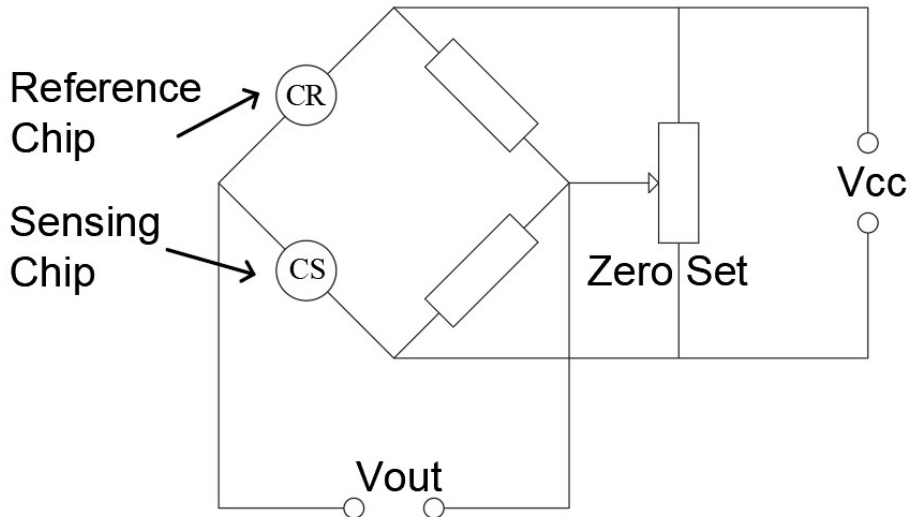 Reference
Chip
CR
Sensing
Chip
CS
Vcc
Zero Set
Vout